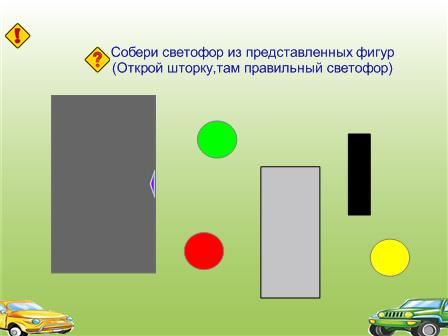 Собери светофор из представленных фигур
(Открой шторку,там правильный светофор)